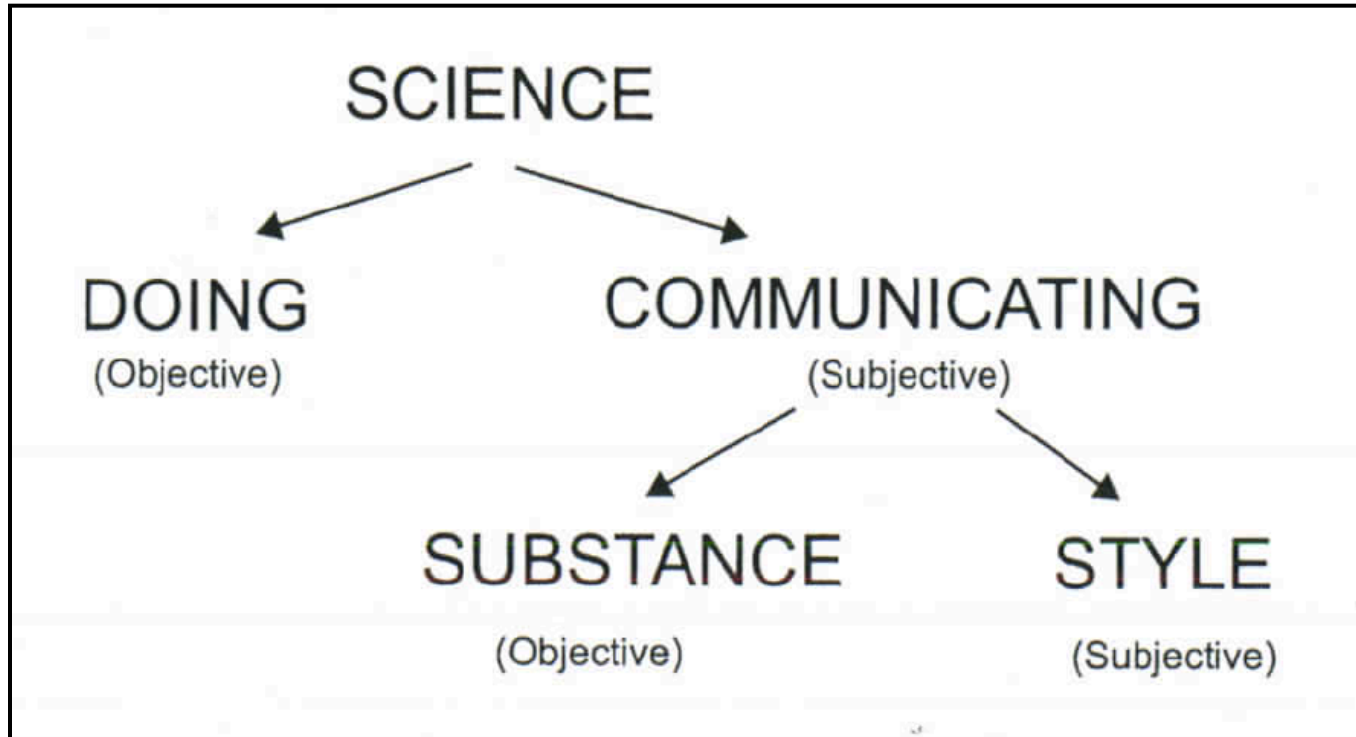 SCIENCE
DOING COMMUNICATING
(Objective) (Subjective)
SUBSTANCE STYLE
(Objective) (Subjective)